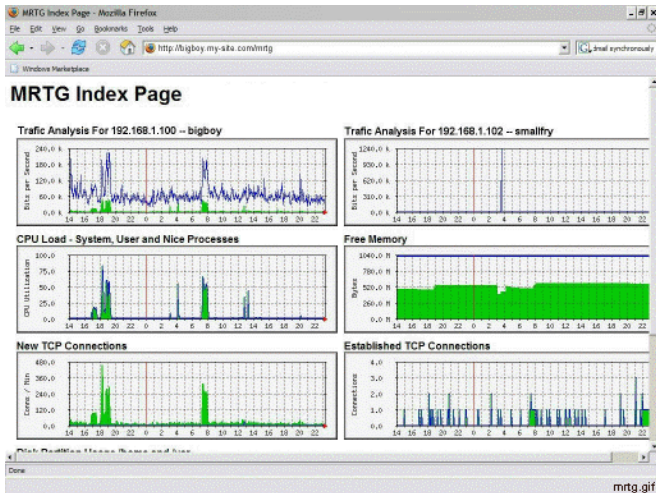 MRTG Index Page - Mozilla Firefox
File Edit View Go Bookmarks Tools Help
http://bigboy.my-site.com/mrtg
dmail synchronously
Windows Marketplace
MRTG Index Page
Trafic Analysis For 192.168.1.100 -- bigboy
Trafic Analysis For 192.168.1.102 -- smallfry
Bits per Second
240.0 k
180.0 k
120.0 k
60.0 k
0.0 k
14 16 18 20 22 0 2 4 6 8 10 12 14 16 18 20 22
Bits per Second
1240.0 k
930.0 k
310.0 k
0.0 k
14 16 18 20 22 0 2 4 6 8 10 12 14 16 18 20 22
CPU Load - System, User and Nice Processes
Free Memory
CPU Utilization
100.0
75.0
50.0
25.0
0.0
14 16 18 20 22 0 2 4 6 8 10 12 14 16 18 20 22
Bytes
1040.0 M
520.0 M
260.0 M
0.0 M
14 16 18 20 22 0 2 4 6 8 10 12 14 16 18 20 22
New TCP Connections
Established TCP Connections
Conns / Min
480.0
360.0
240.0
120.0
0.0
14 16 18 20 22 0 2 4 6 8 10 12 14 16 18 20 22
Connections
4.0
3.0
2.0
1.0
0.0
14 16 18 20 22 0 2 4 6 8 10 12 14 16 18 20 22
Done
mrtg.gif